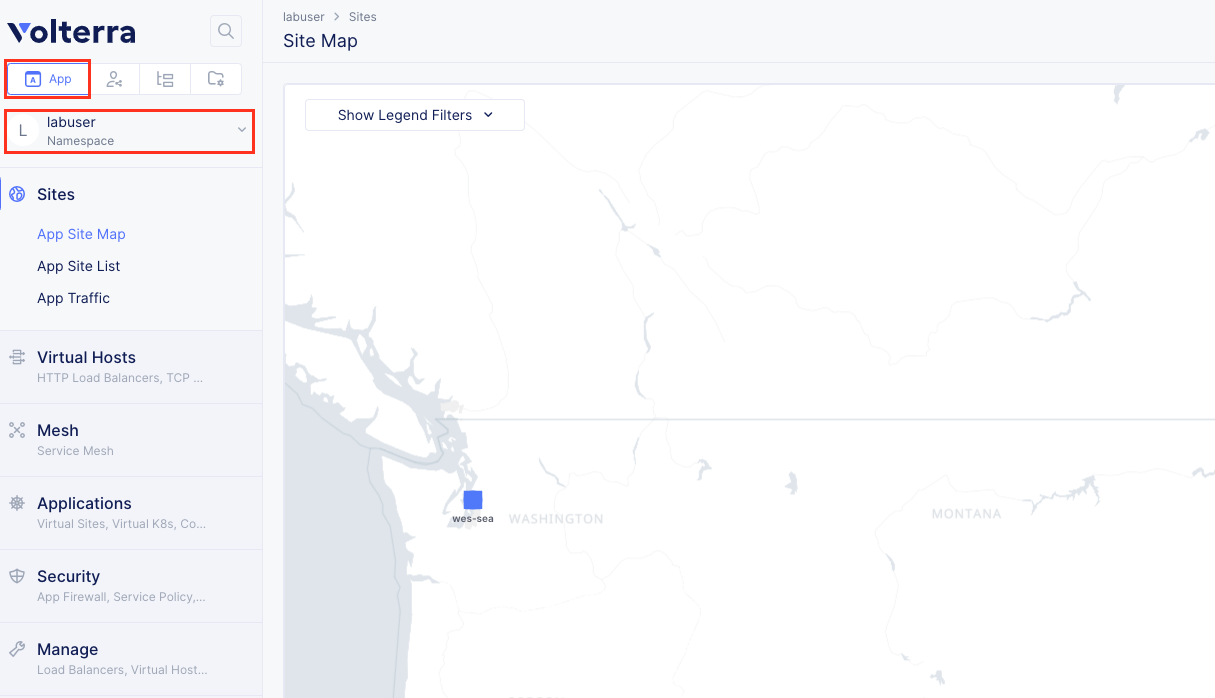 volterra
App
L
labuser
Namespace
Sites
App Site Map
App Site List
App Traffic
Virtual Hosts
HTTP Load Balancers, TCP ...
Mesh
Service Mesh
Applications
Virtual Sites, Virtual K8s, Co...
Security
App Firewall, Service Policy,...
Manage
Load Balancers, Virtual Host...
labuser > Sites
Site Map
Show Legend Filters
wes-sea
WASHINGTON
MONTANA